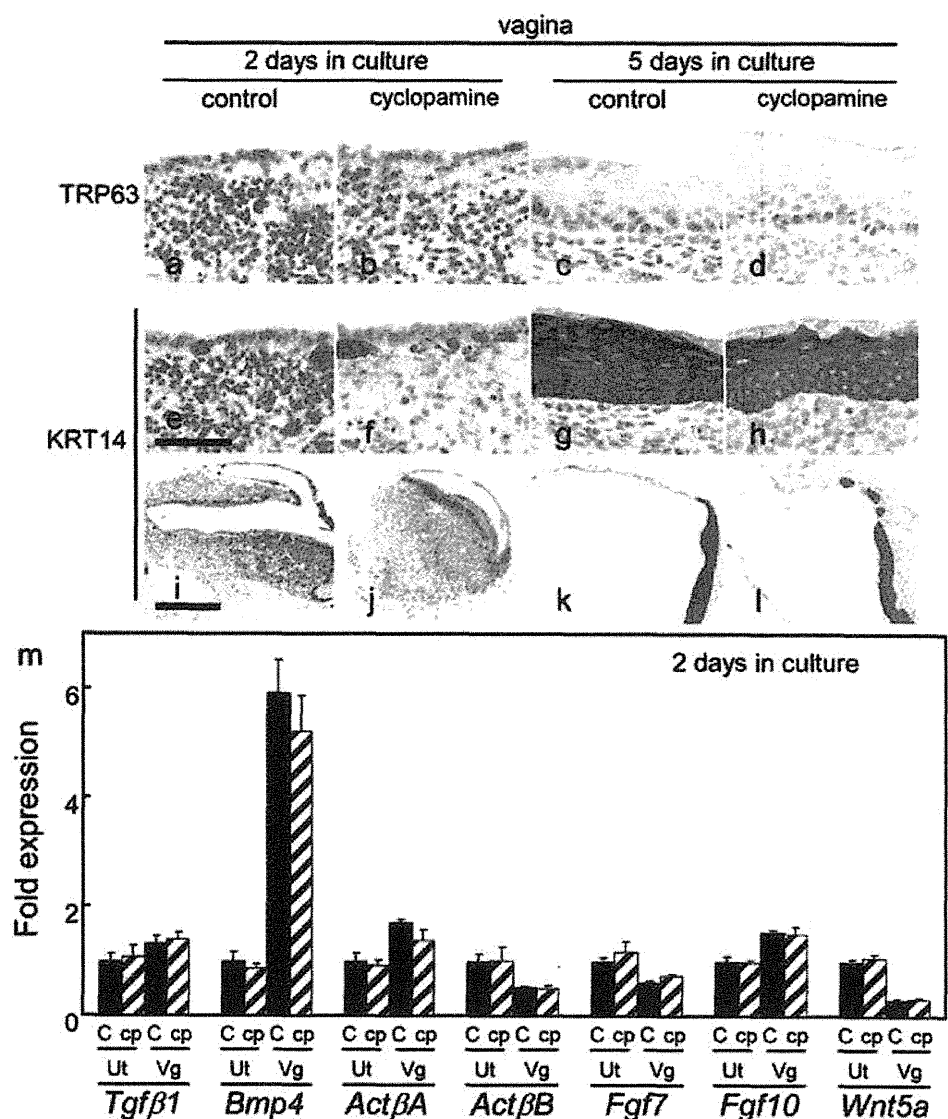 vagina
2 days in culture 5 days in culture
control cyclopamine control cyclopamine
TRP63
a b c d
KRT14
e f g h
i j k l
m
2 days in culture
Fold expression
6
4
2
0
C cp C cp C cp C cp C cp C cp C cp C cp C cp C cp C cp C cp C cp C cp
Ut Vg Ut Vg Ut Vg Ut Vg Ut Vg Ut Vg Ut Vg
Tgfβ1 Bmp4 ActβA ActβB Fgf7 Fgf10 Wnt5a